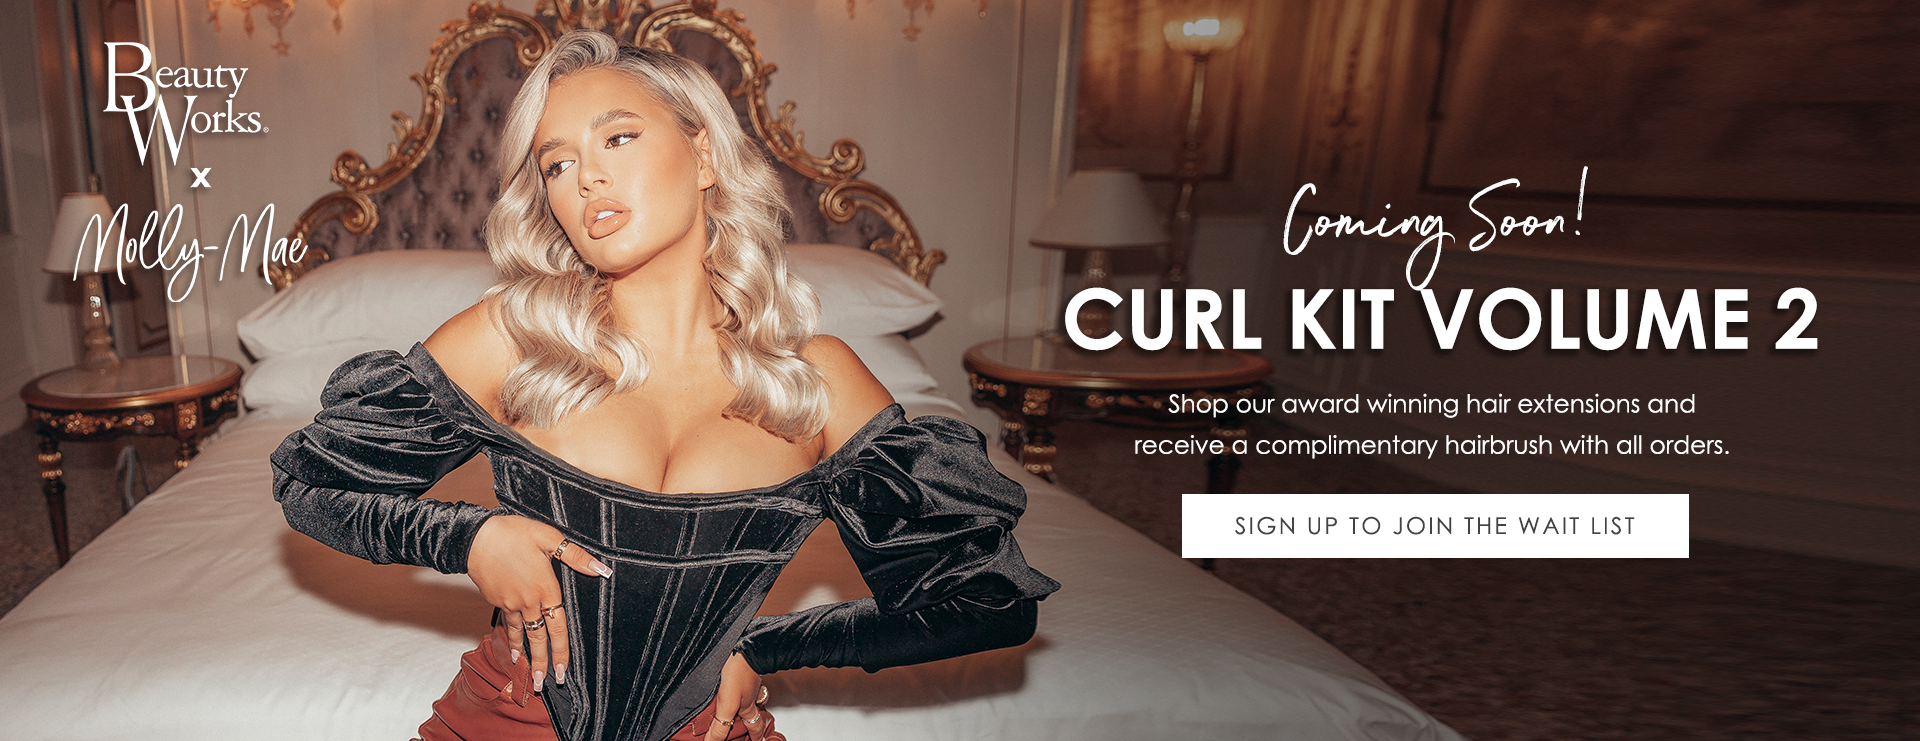 Beauty
Works®
x
Molly-Mae
Coming Soon!
CURL KIT VOLUME 2
Shop our award winning hair extensions and
receive a complimentary hairbrush with all orders.
SIGN UP TO JOIN THE WAIT LIST